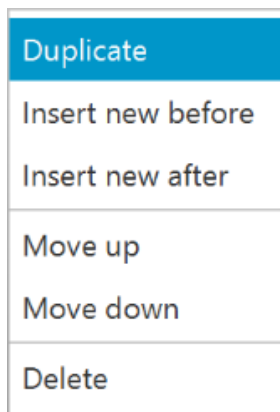 Duplicate
Insert new before
Insert new after
Move up
Move down
Delete